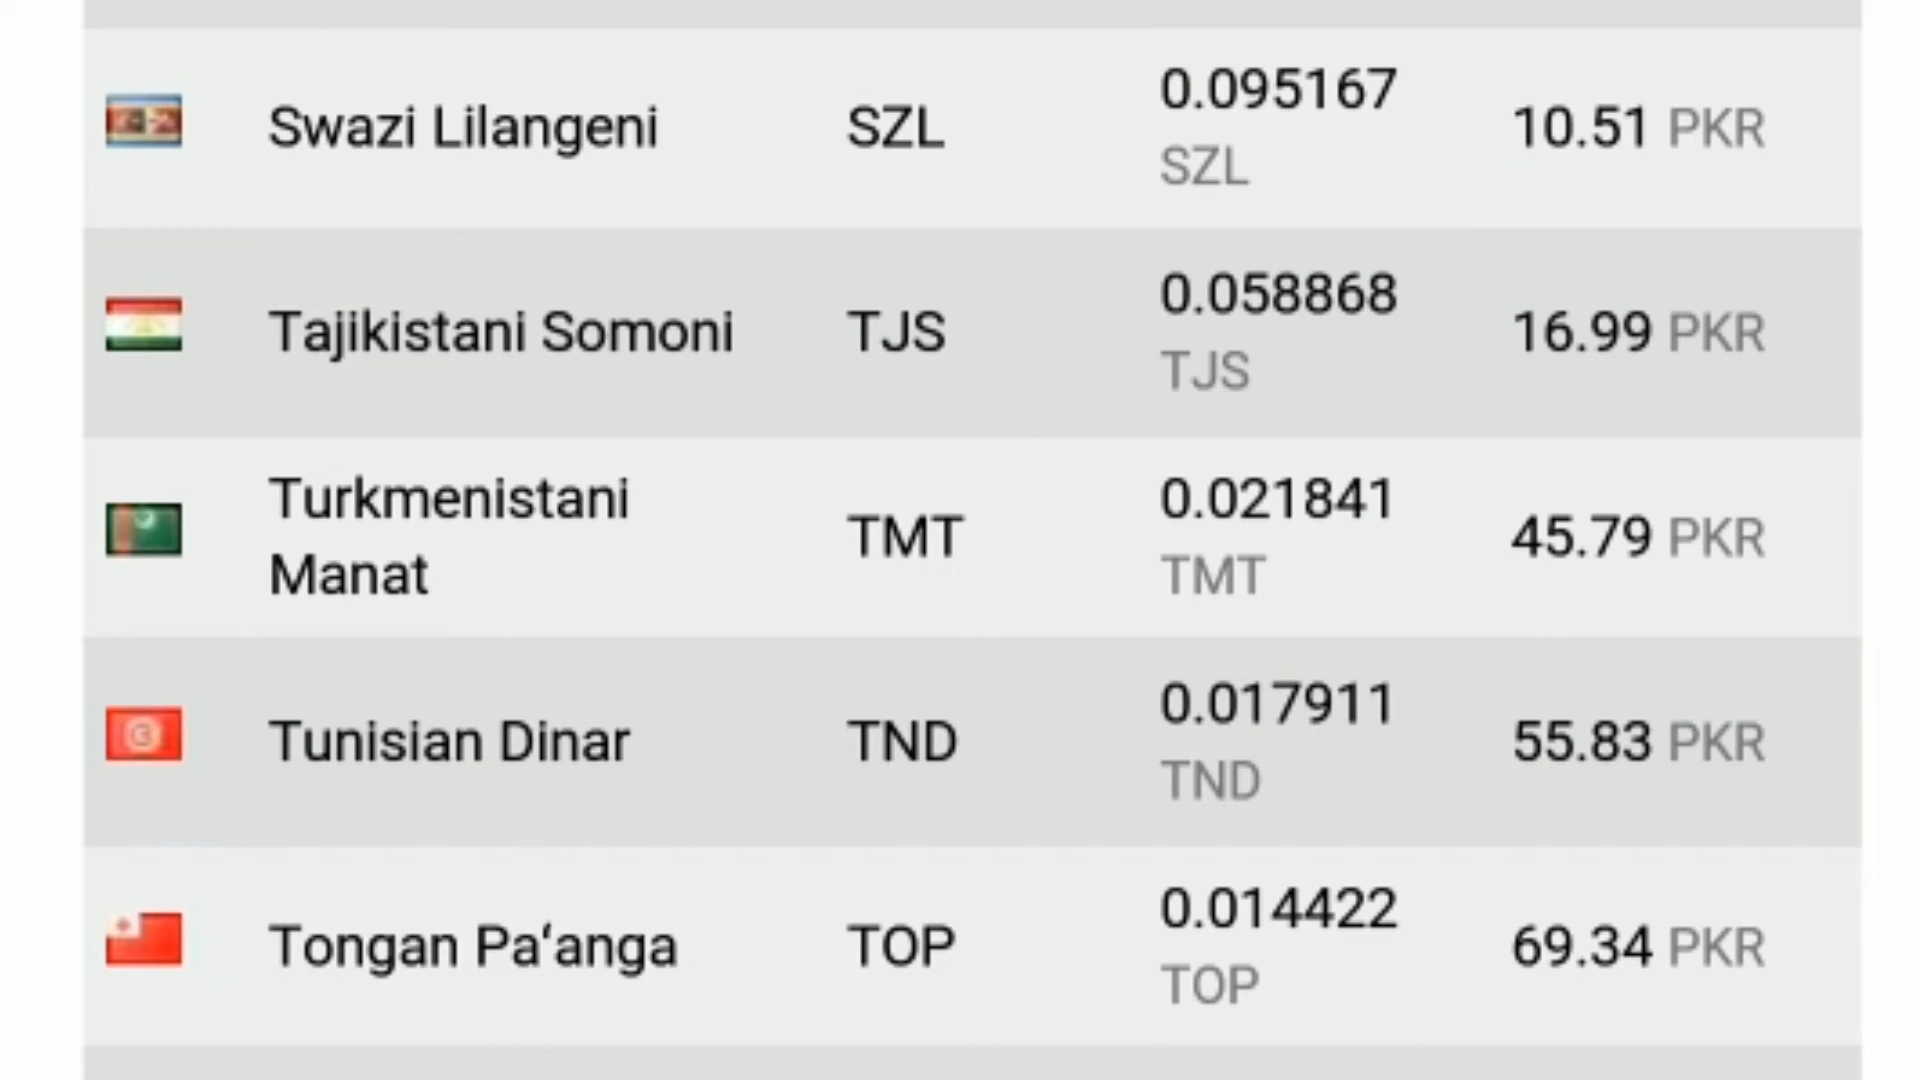 Swazi Lilangeni SZL 0.095167 SZL 10.51 PKR
Tajikistani Somoni TJS 0.058868 TJS 16.99 PKR
Turkmenistani Manat TMT 0.021841 TMT 45.79 PKR
Tunisian Dinar TND 0.017911 TND 55.83 PKR
Tongan Paʻanga TOP 0.014422 TOP 69.34 PKR